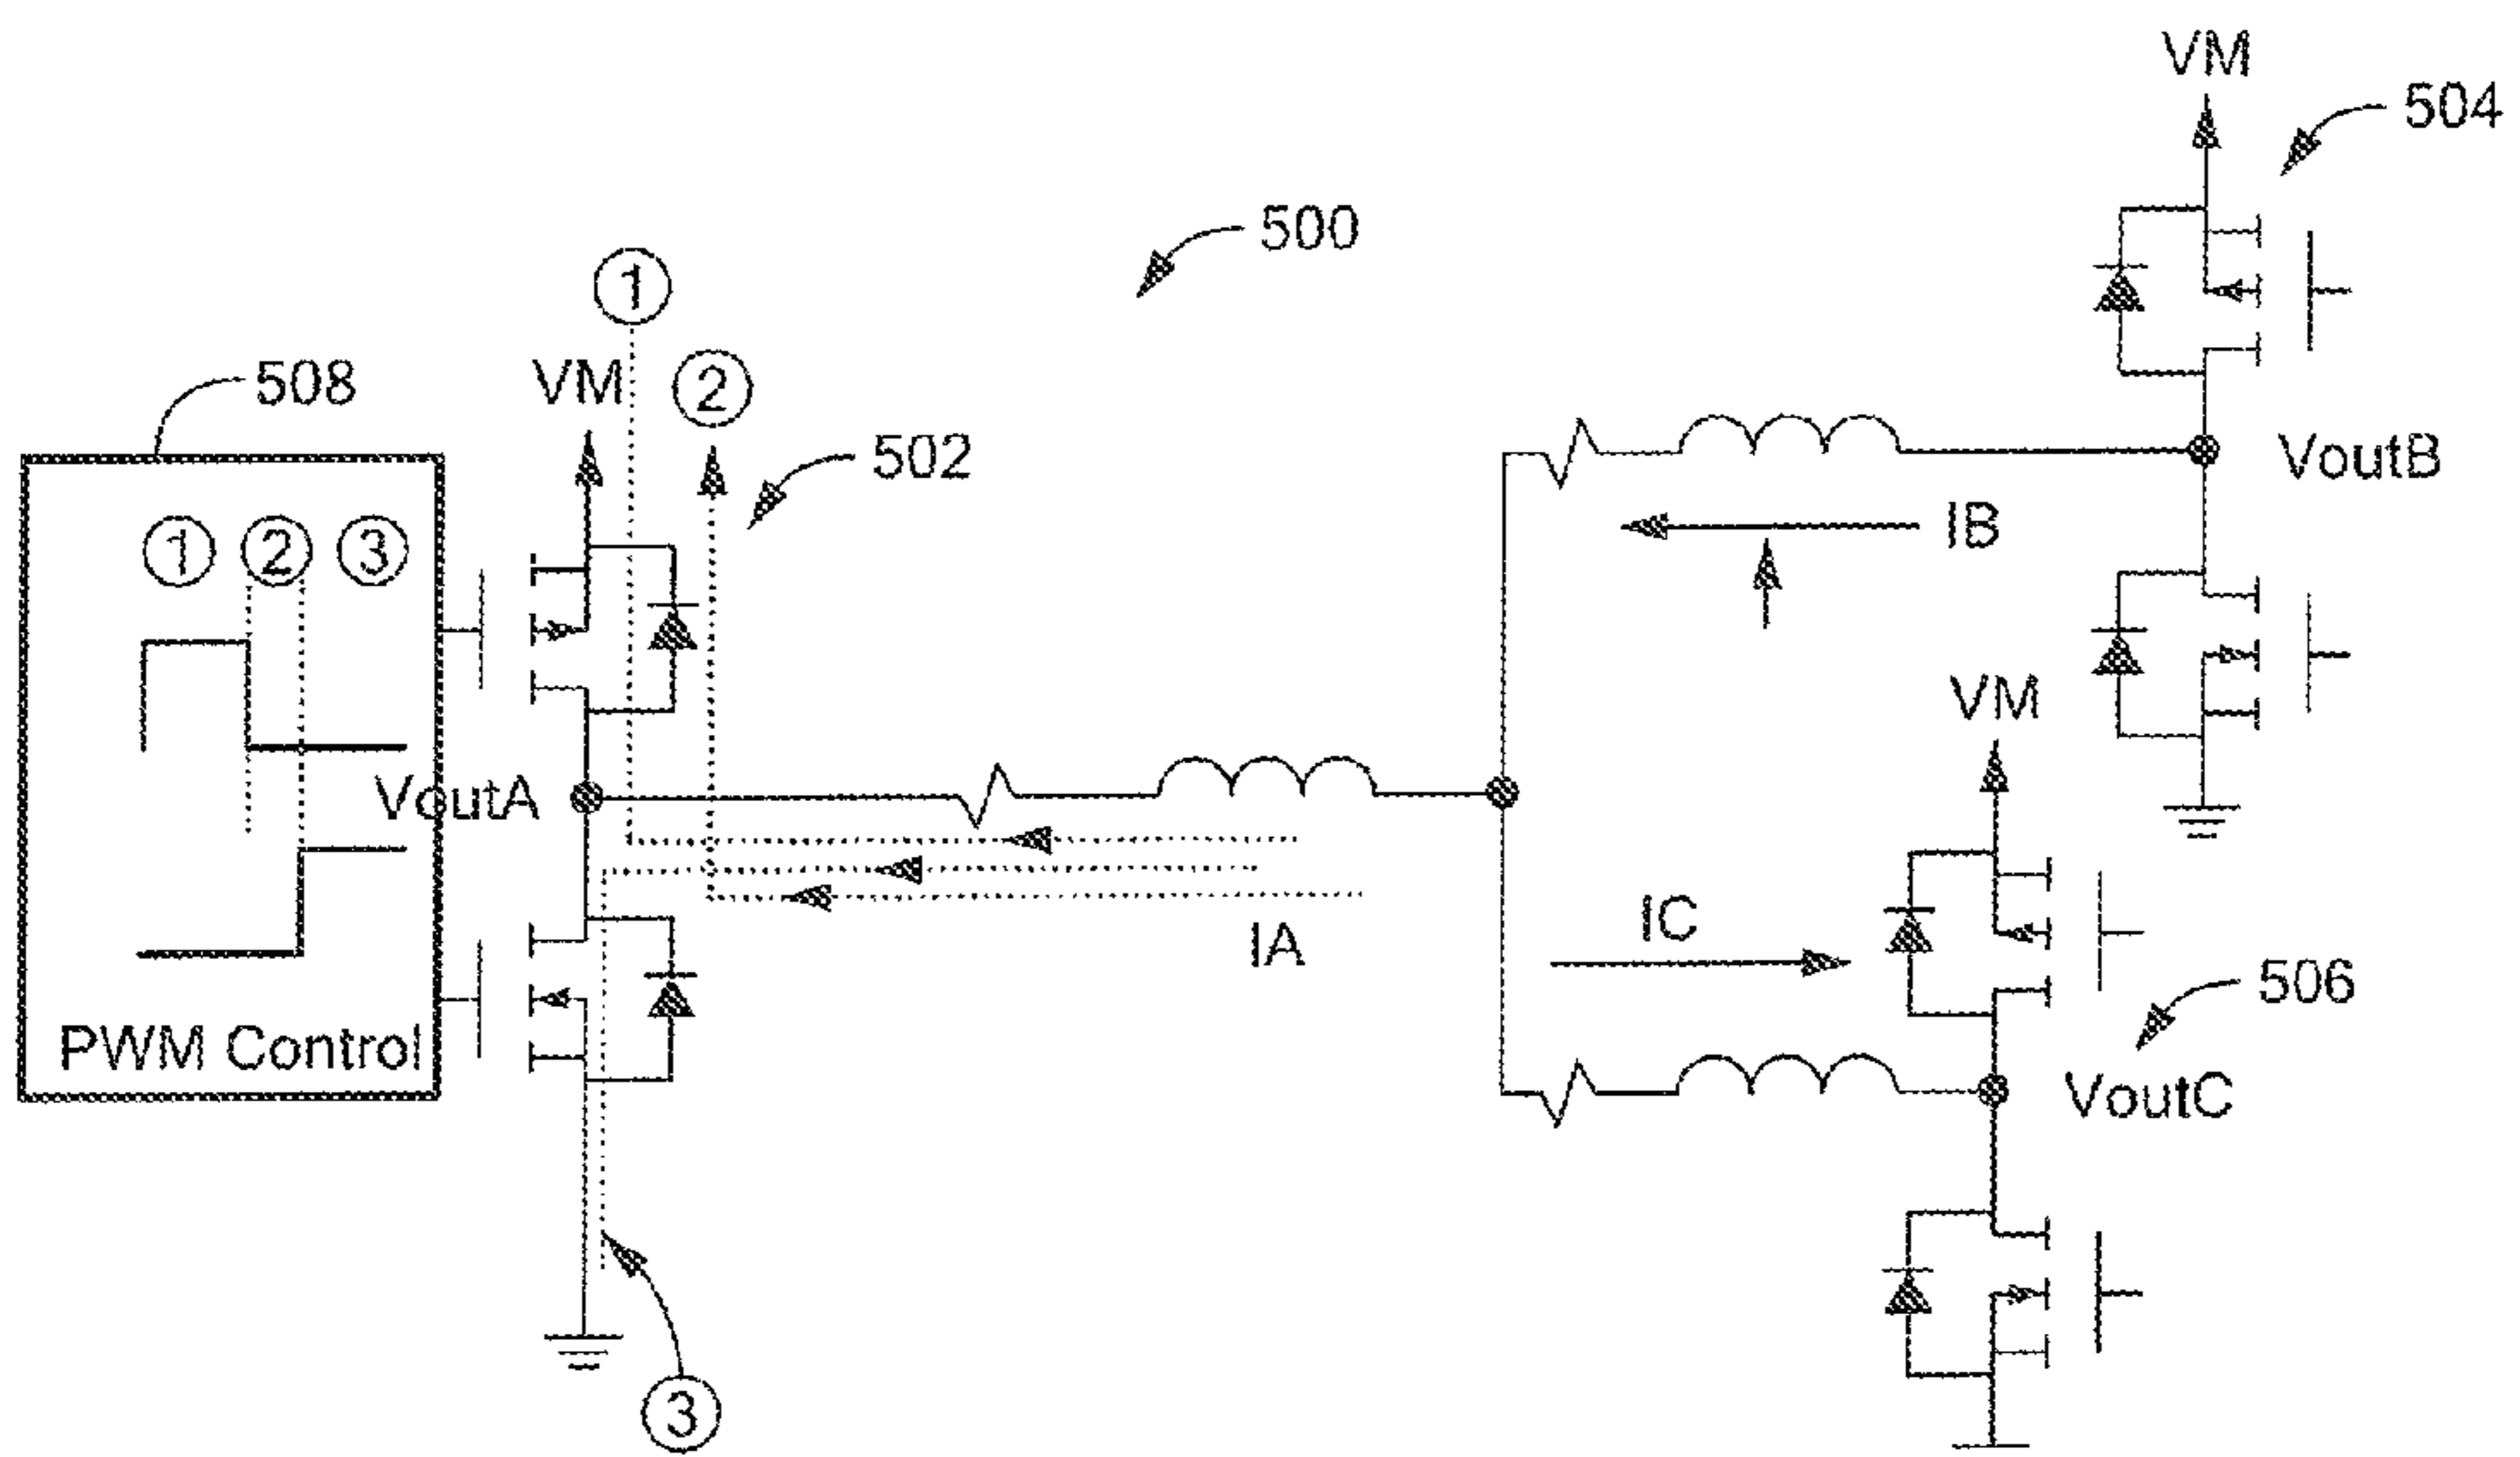 VM
504
500
①
508
VM
②
502
VoutB
① ② ③
IB
VM
VoutA
IC
IA
506
PWM Control
VoutC
③